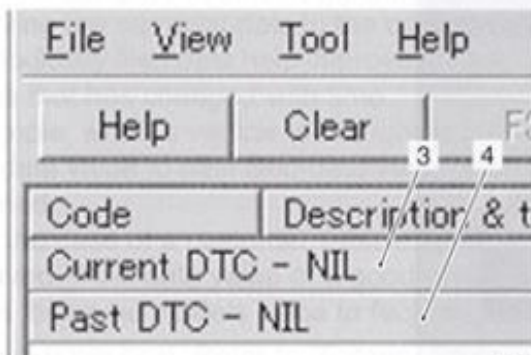 File View Tool Help
Help Clear
3 4
Code Description & t
Current DTC - NIL
Past DTC - NIL